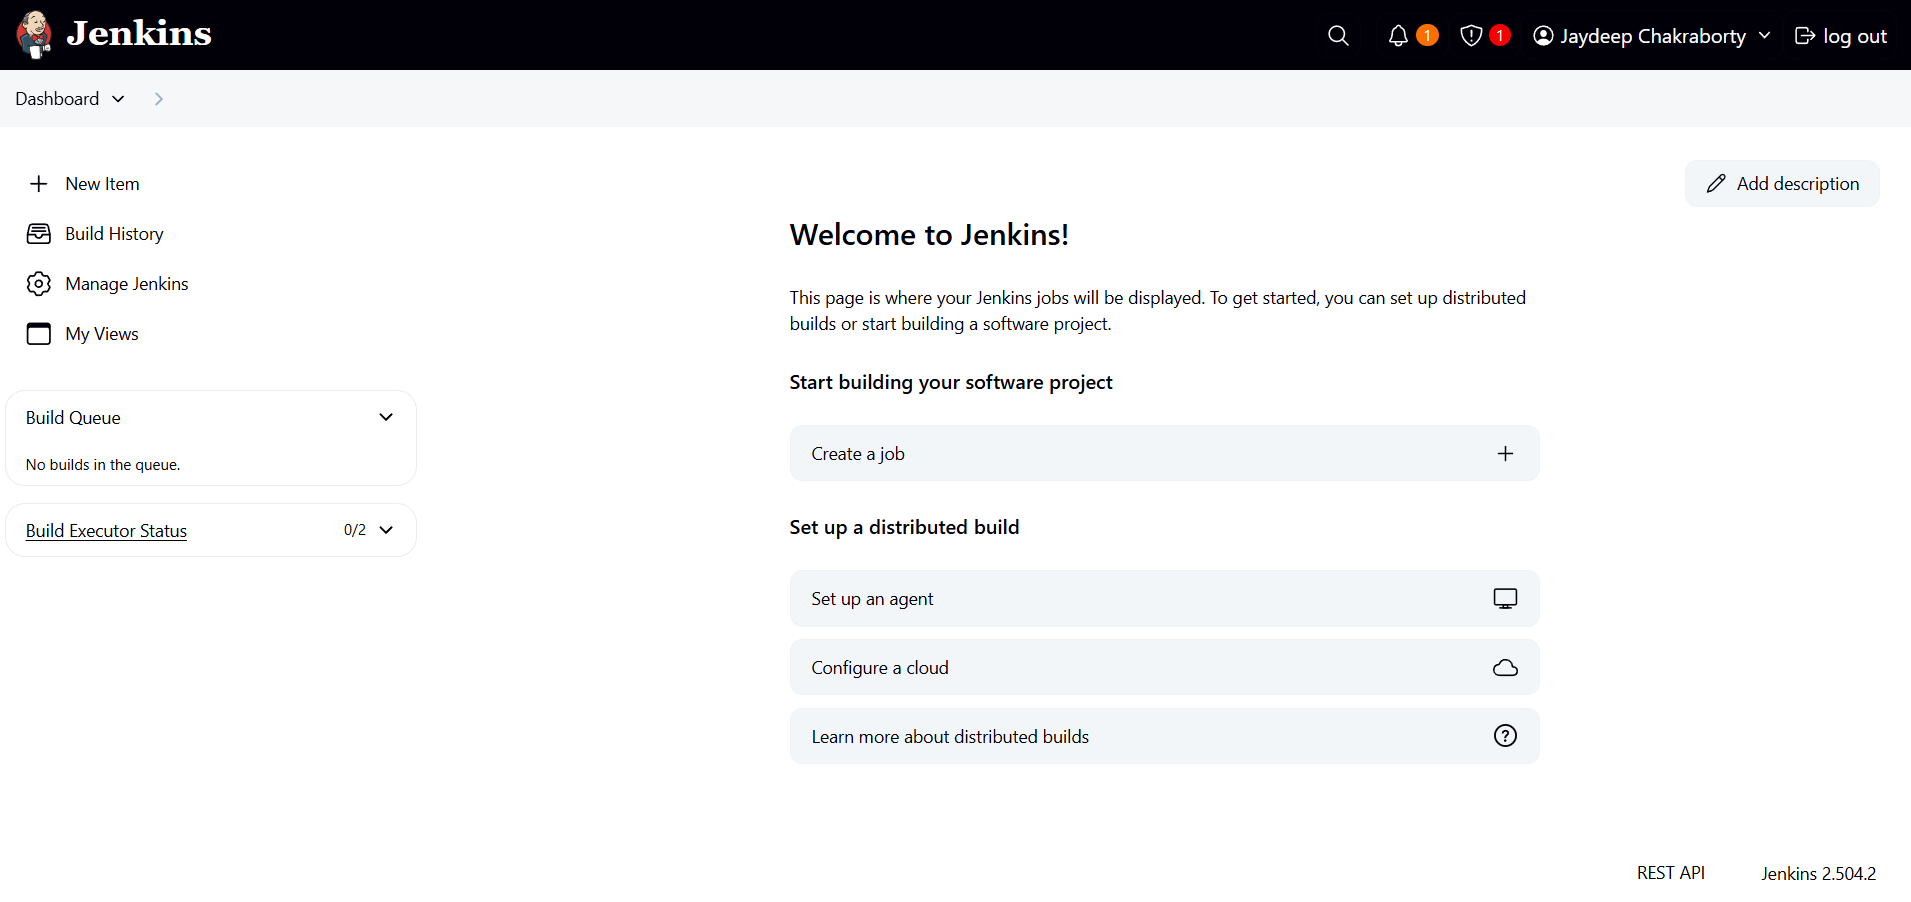 Jenkins
1
1
Jaydeep Chakraborty
log out
Dashboard
New Item
Build History
Manage Jenkins
My Views
Build Queue
No builds in the queue.
Build Executor Status
0/2
Add description
Welcome to Jenkins!
This page is where your Jenkins jobs will be displayed. To get started, you can set up distributed
builds or start building a software project.
Start building your software project
Create a job
Set up a distributed build
Set up an agent
Configure a cloud
Learn more about distributed builds
REST API
Jenkins 2.504.2